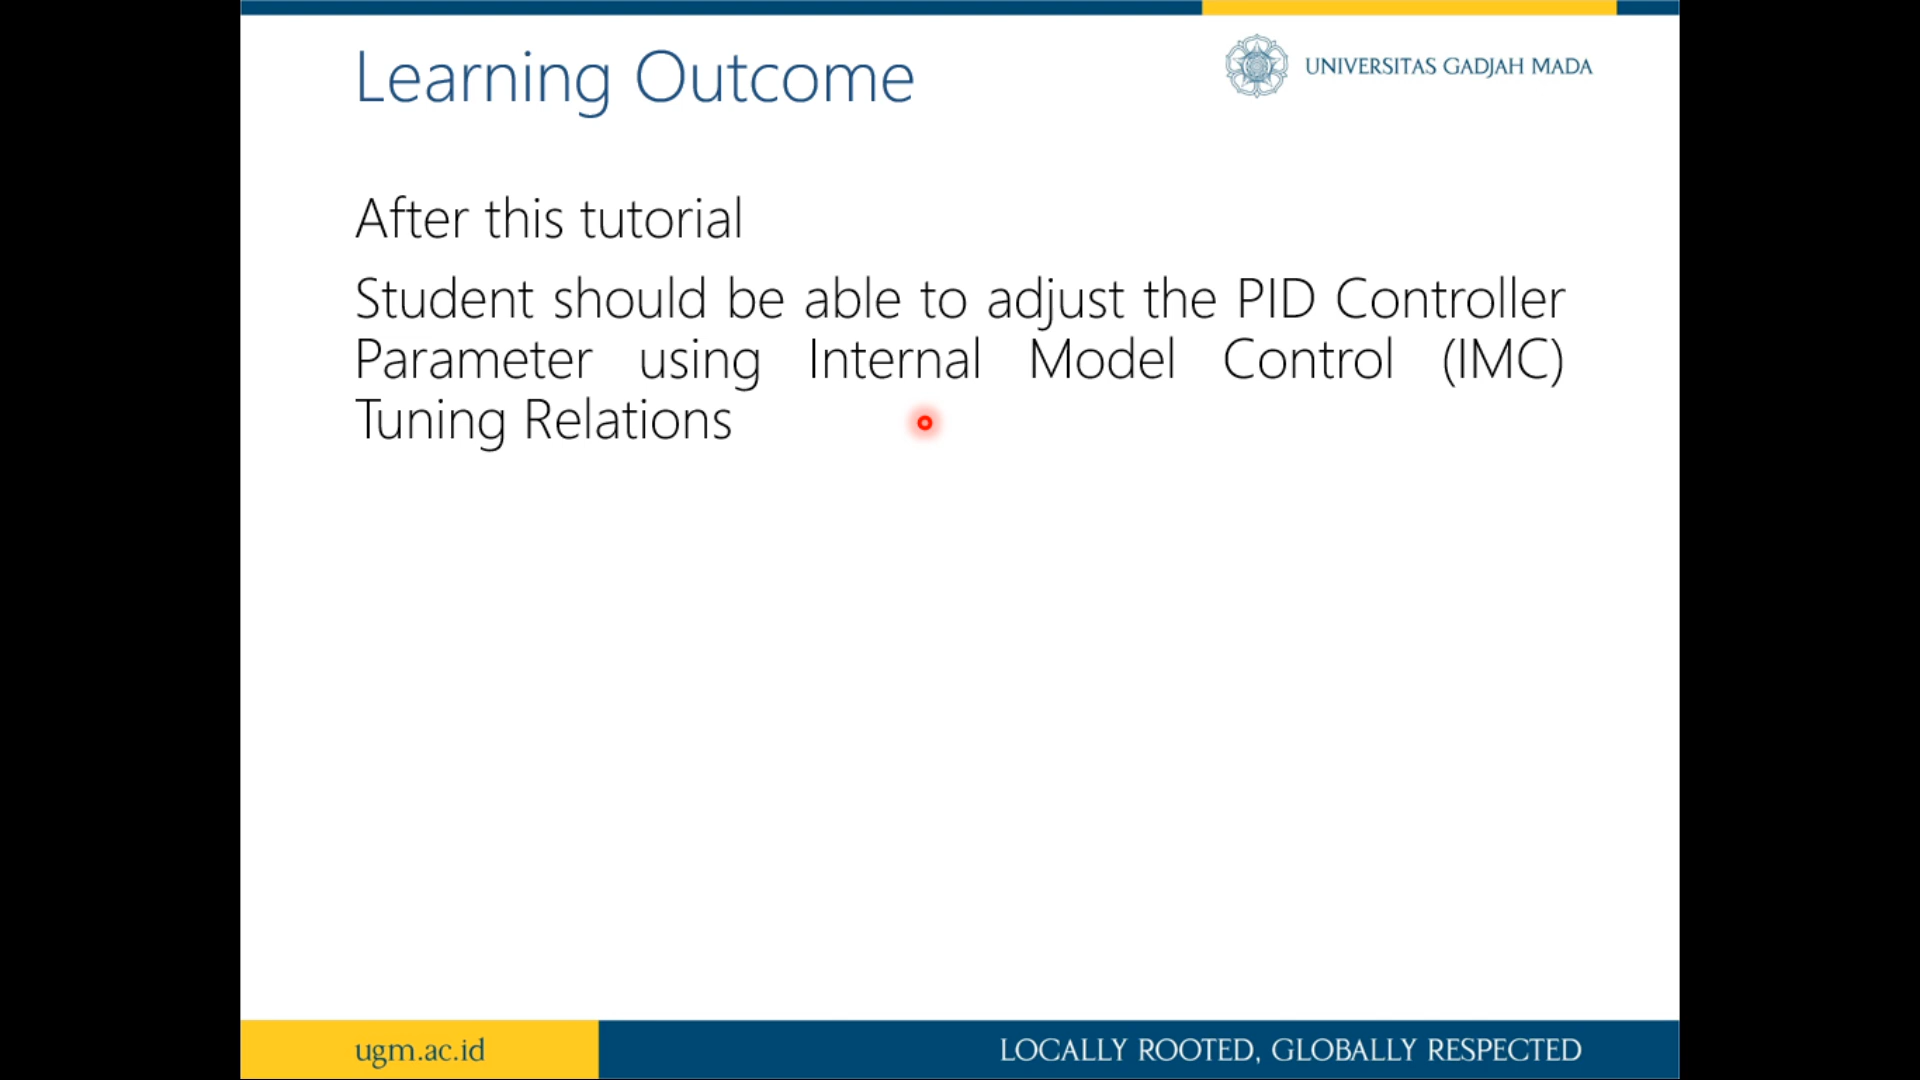 Learning Outcome
UNIVERSITAS GADJAH MADA
After this tutorial
Student should be able to adjust the PID Controller
Parameter using Internal Model Control (IMC)
Tuning Relations
ugm.ac.id
LOCALLY ROOTED, GLOBALLY RESPECTED